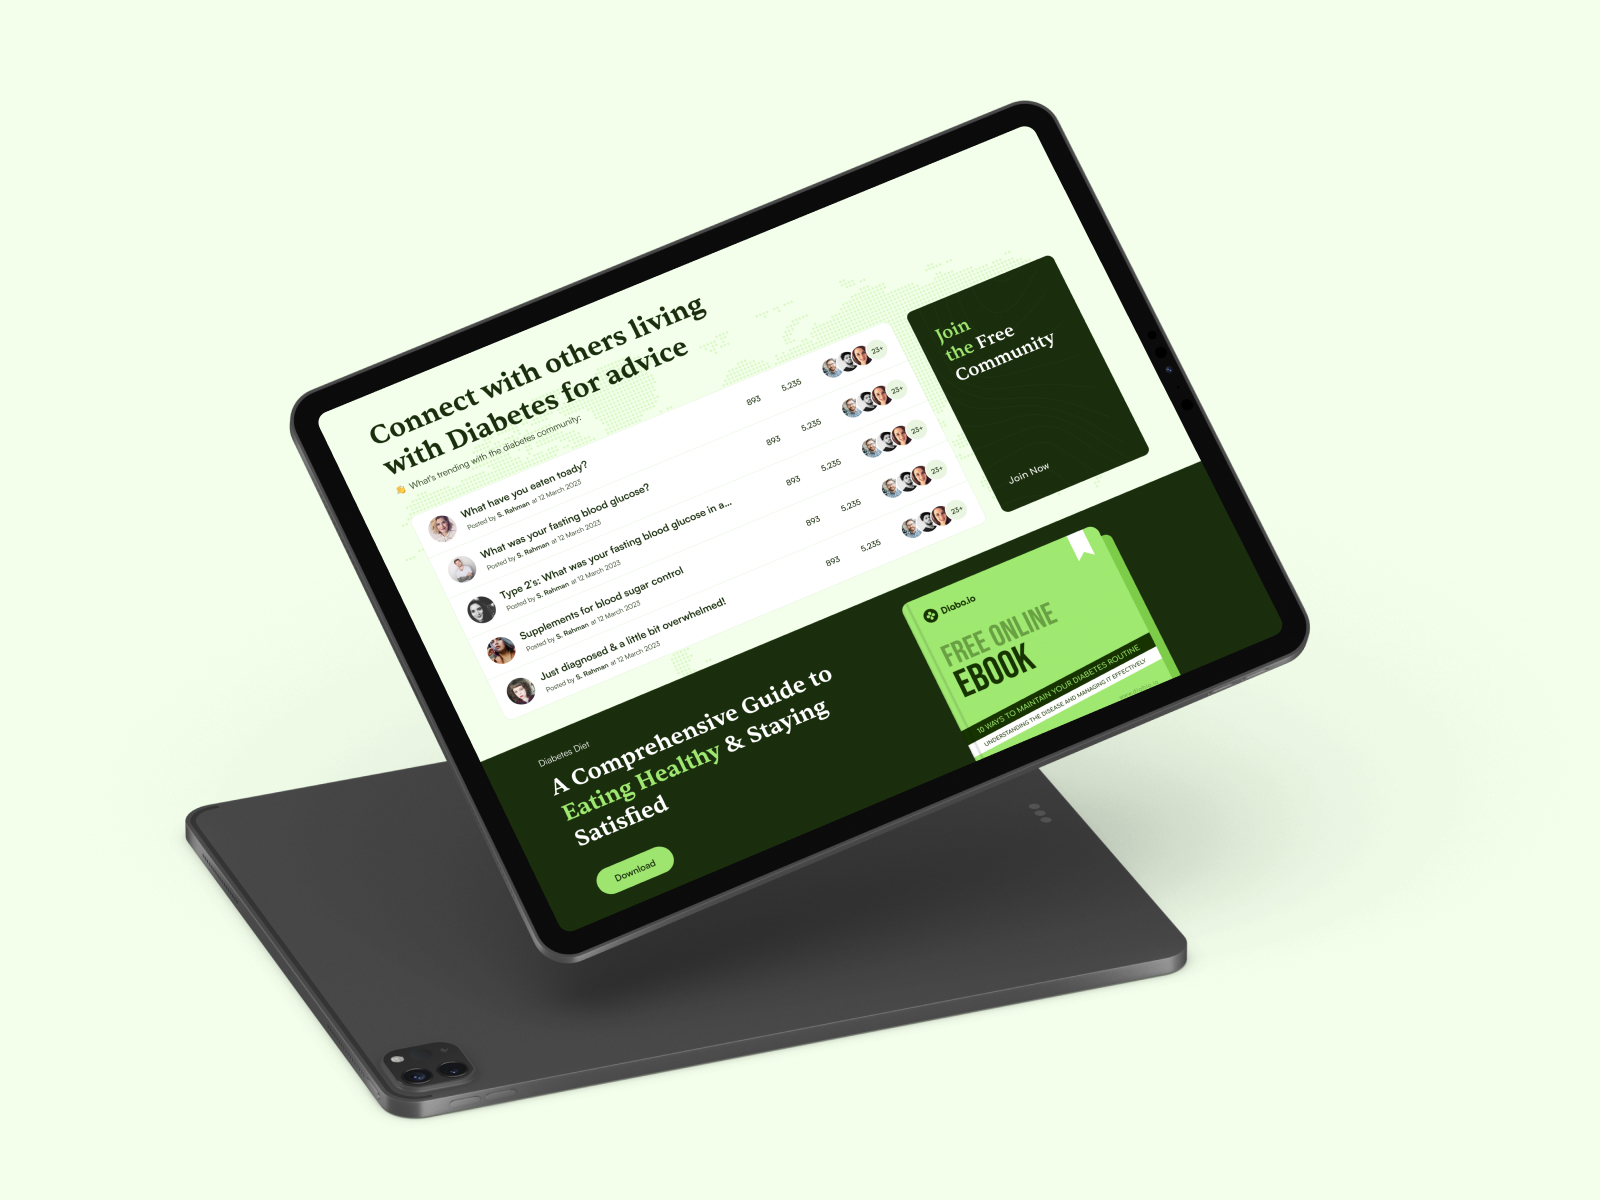 Connect with others living
with Diabetes for advice
👋 What's trending with the diabetes community:
What have you eaten toady?
Posted by S. Rahman at 12 March 2023
893 5,235 23+
What was your fasting blood glucose?
Posted by S. Rahman at 12 March 2023
893 5,235 23+
Type 2's: What was your fasting blood glucose in a...
Posted by S. Rahman at 12 March 2023
893 5,235 23+
Supplements for blood sugar control
Posted by S. Rahman at 12 March 2023
893 5,235 23+
Just diagnosed & a little bit overwhelmed!
Posted by S. Rahman at 12 March 2023
893 5,235 23+
Join
the Free
Community
Join Now
Diabetes Diet
A Comprehensive Guide to
Eating Healthy & Staying
Satisfied
Download
Diabo.io
FREE ONLINE
EBOOK
10 WAYS TO MAINTAIN YOUR DIABETES ROUTINE
UNDERSTANDING THE DISEASE AND MANAGING IT EFFECTIVELY